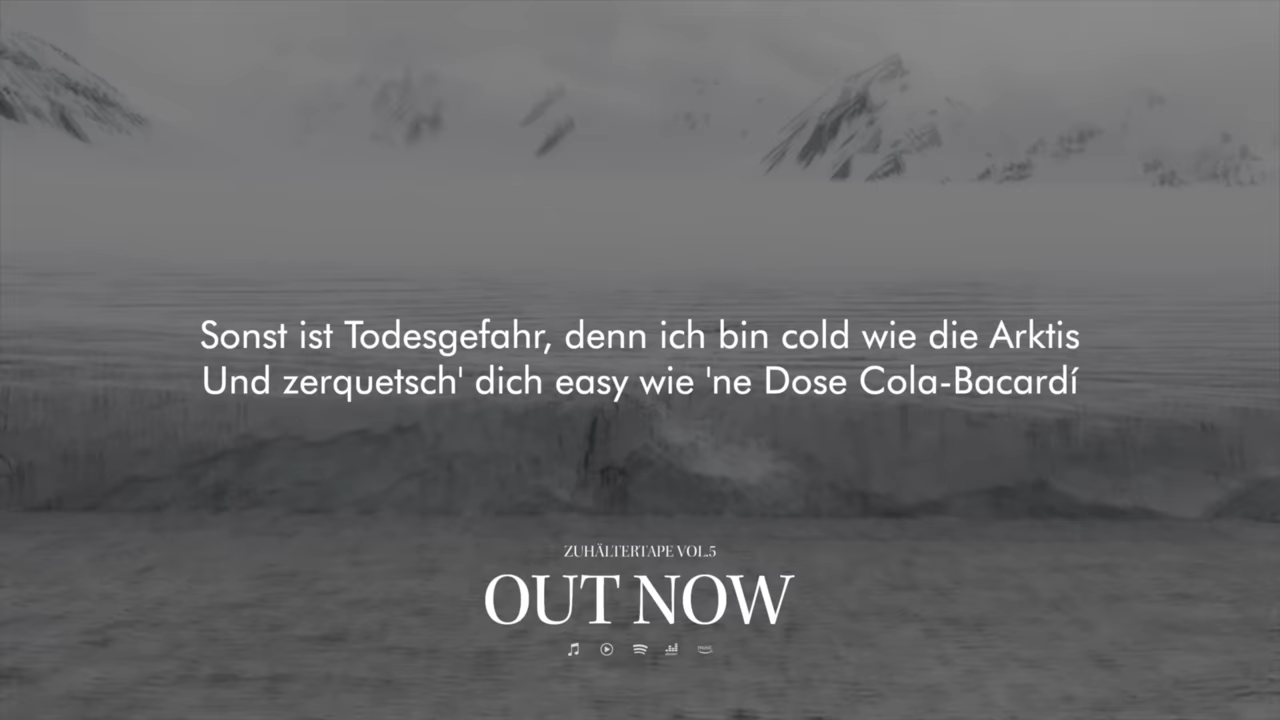 Sonst ist Todesgefahr, denn ich bin cold wie die Arktis
Und zerquetsch' dich easy wie 'ne Dose Cola-Bacardí
ZUHÄLTERTAPE VOL.5
OUT NOW
music